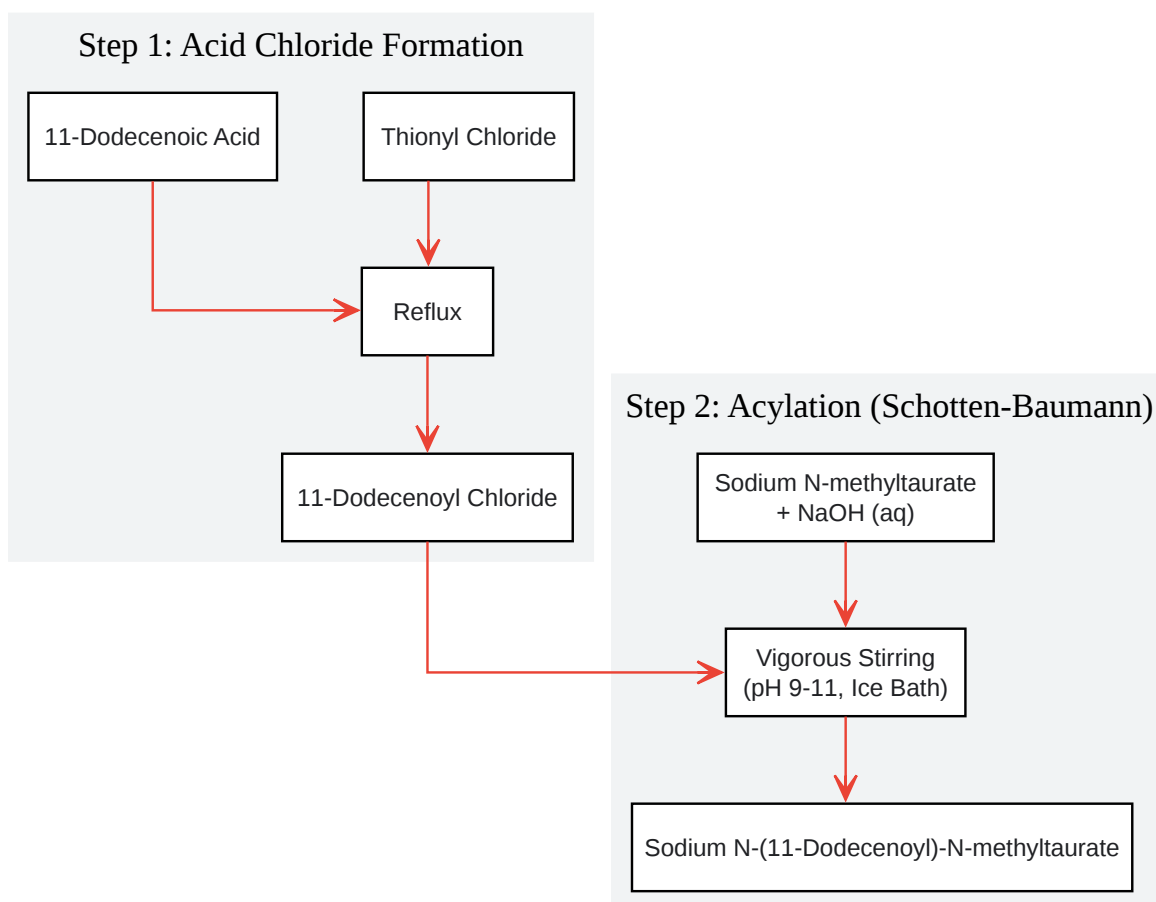 Step 1: Acid Chloride Formation
11-Dodecenoic Acid
Thionyl Chloride
Reflux
11-Dodecenoyl Chloride
Step 2: Acylation (Schotten-Baumann)
Sodium N-methyltaurate
+ NaOH (aq)
Vigorous Stirring
(pH 9-11, Ice Bath)
Sodium N-(11-Dodecenoyl)-N-methyltaurate